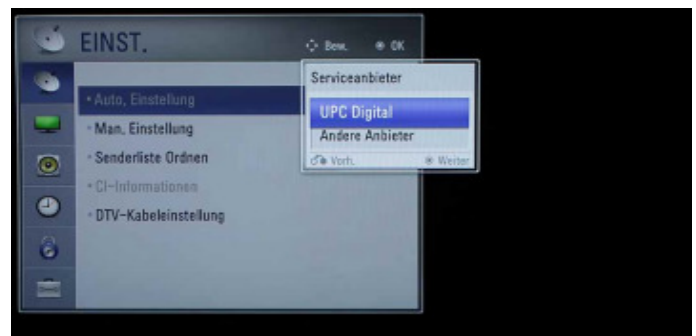 EINST.
Bew. OK
Serviceanbieter
UPC Digital
Andere Anbieter
Vorh. Weiter
• Auto. Einstellung
• Man. Einstellung
• Senderliste Ordnen
• CI-Informationen
• DTV-Kabeleinstellung